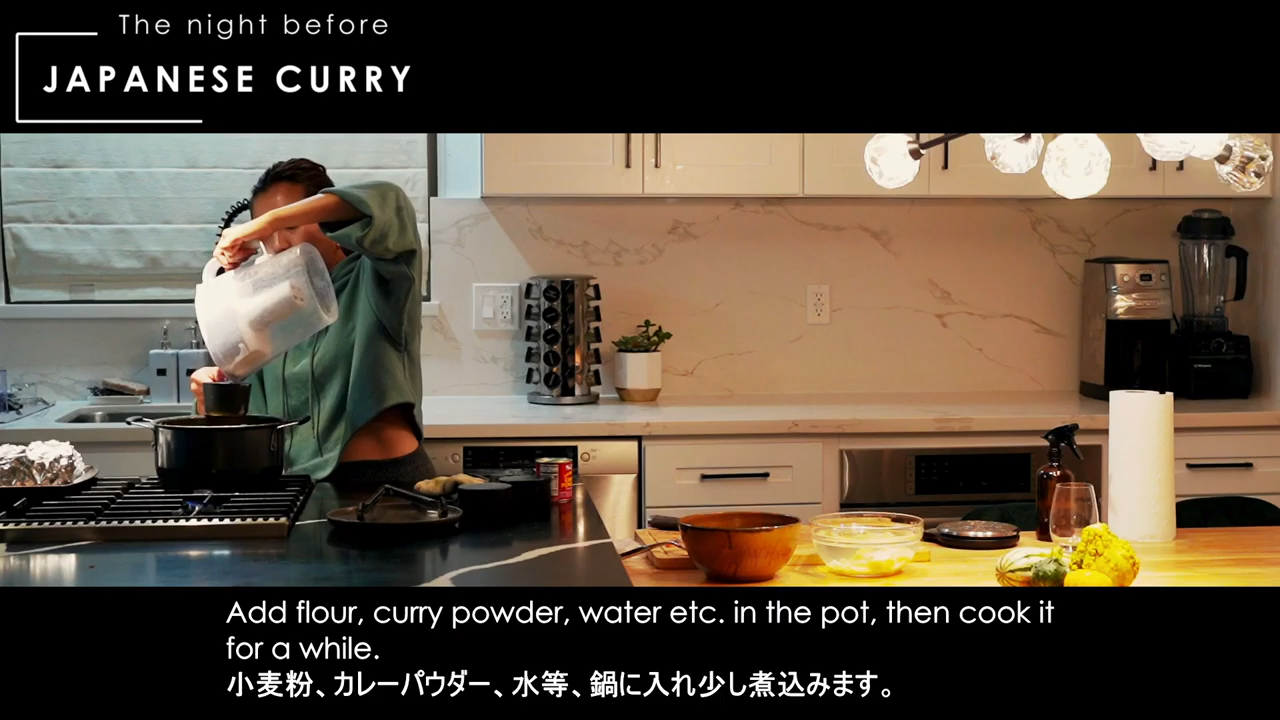 The night before
JAPANESE CURRY
Add flour, curry powder, water etc. in the pot, then cook it
for a while.
小麦粉、カレーパウダー、水等、鍋に入れ少し煮込みます。